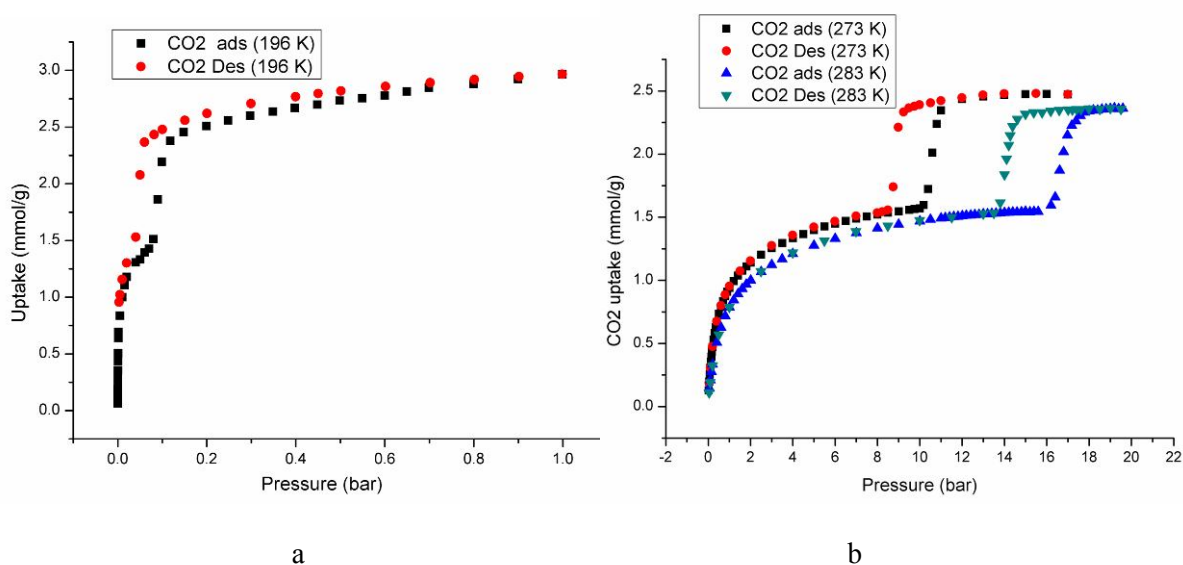 CO2 ads (196 K)
CO2 Des (196 K)
3.0
2.5
2.0
1.5
1.0
0.5
0.0
Uptake (mmol/g)
0.0 0.2 0.4 0.6 0.8 1.0
Pressure (bar)
a
CO2 ads (273 K)
CO2 Des (273 K)
CO2 ads (283 K)
CO2 Des (283 K)
2.5
2.0
1.5
1.0
0.5
0.0
CO2 uptake (mmol/g)
-2 0 2 4 6 8 10 12 14 16 18 20 22
Pressure (bar)
b